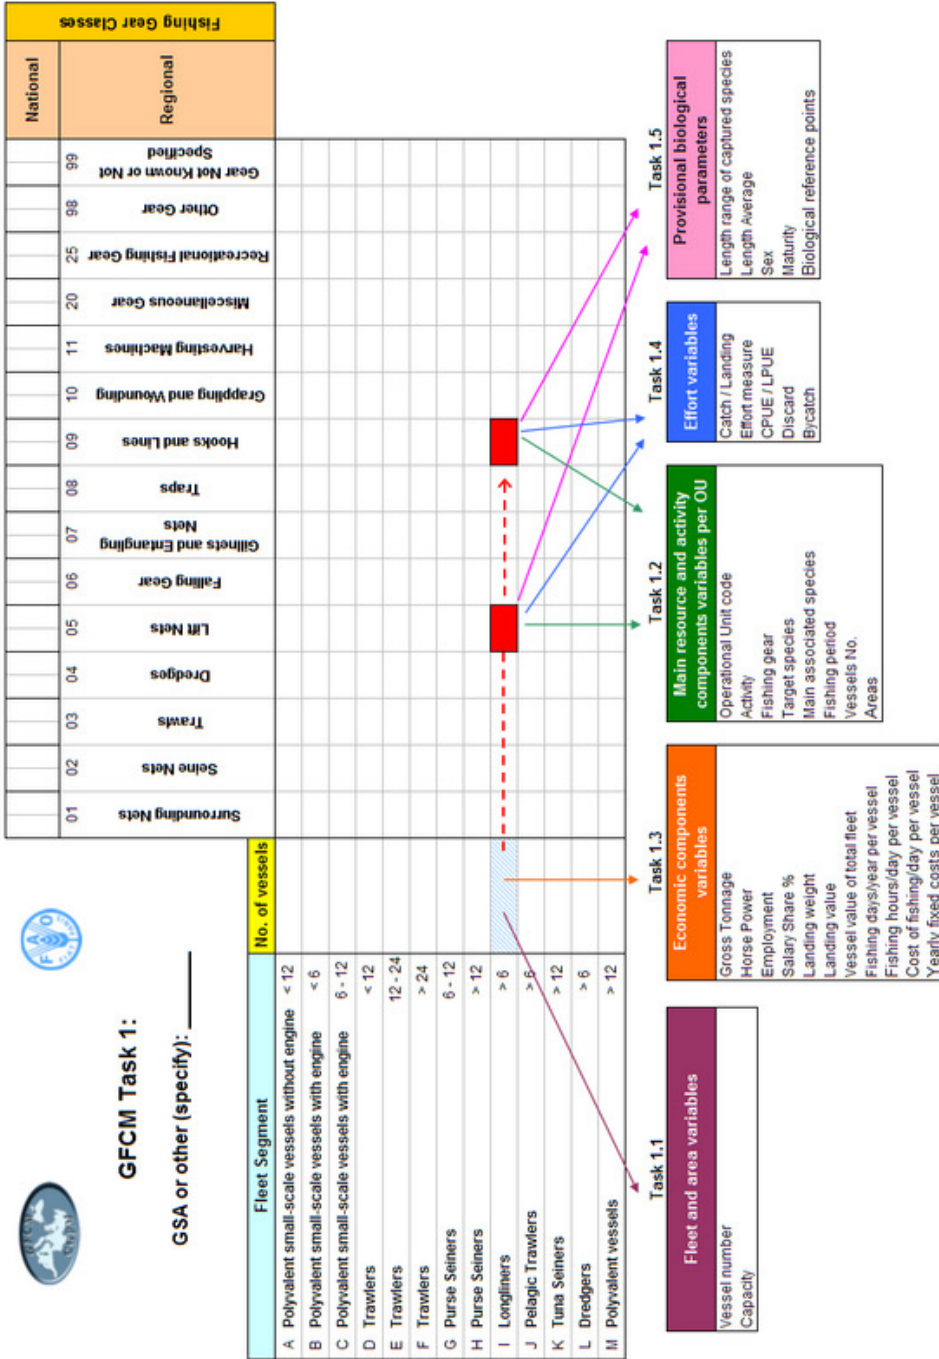 FAO
GFCM Task 1:
GSA or other (specify): ________
Fishing Gear Classes
National
Regional
01 Surrounding Nets
02 Seine Nets
03 Trawls
04 Dredges
05 Lift Nets
06 Falling Gear
07 Gillnets and Entangling
Nets
08 Traps
09 Hooks and Lines
10 Grappling and Wounding
11 Harvesting Machines
20 Miscellaneous Gear
25 Recreational Fishing Gear
98 Other Gear
99 Gear Not Known or Not
Specified
Fleet Segment No. of vessels
A Polyvalent small-scale vessels without engine < 12
B Polyvalent small-scale vessels with engine < 6
C Polyvalent small-scale vessels with engine 6 - 12
D Trawlers < 12
E Trawlers 12 - 24
F Trawlers > 24
G Purse Seiners 6 - 12
H Purse Seiners > 12
I Longliners > 6
J Pelagic Trawlers > 6
K Tuna Seiners > 12
L Dredgers > 6
M Polyvalent vessels > 12
Task 1.1
Fleet and area variables
Vessel number
Capacity
Task 1.3
Economic components
variables
Gross Tonnage
Horse Power
Employment
Salary Share %
Landing weight
Landing value
Vessel value of total fleet
Fishing days/year per vessel
Fishing hours/day per vessel
Cost of fishing/day per vessel
Yearly fixed costs per vessel
Task 1.2
Main resource and activity
components variables per OU
Operational Unit code
Activity
Fishing gear
Target species
Main associated species
Fishing period
Vessels No.
Areas
Task 1.4
Effort variables
Catch / Landing
Effort measure
CPUE / LPUE
Discard
Bycatch
Task 1.5
Provisional biological
parameters
Length range of captured species
Length Average
Sex
Maturity
Biological reference points